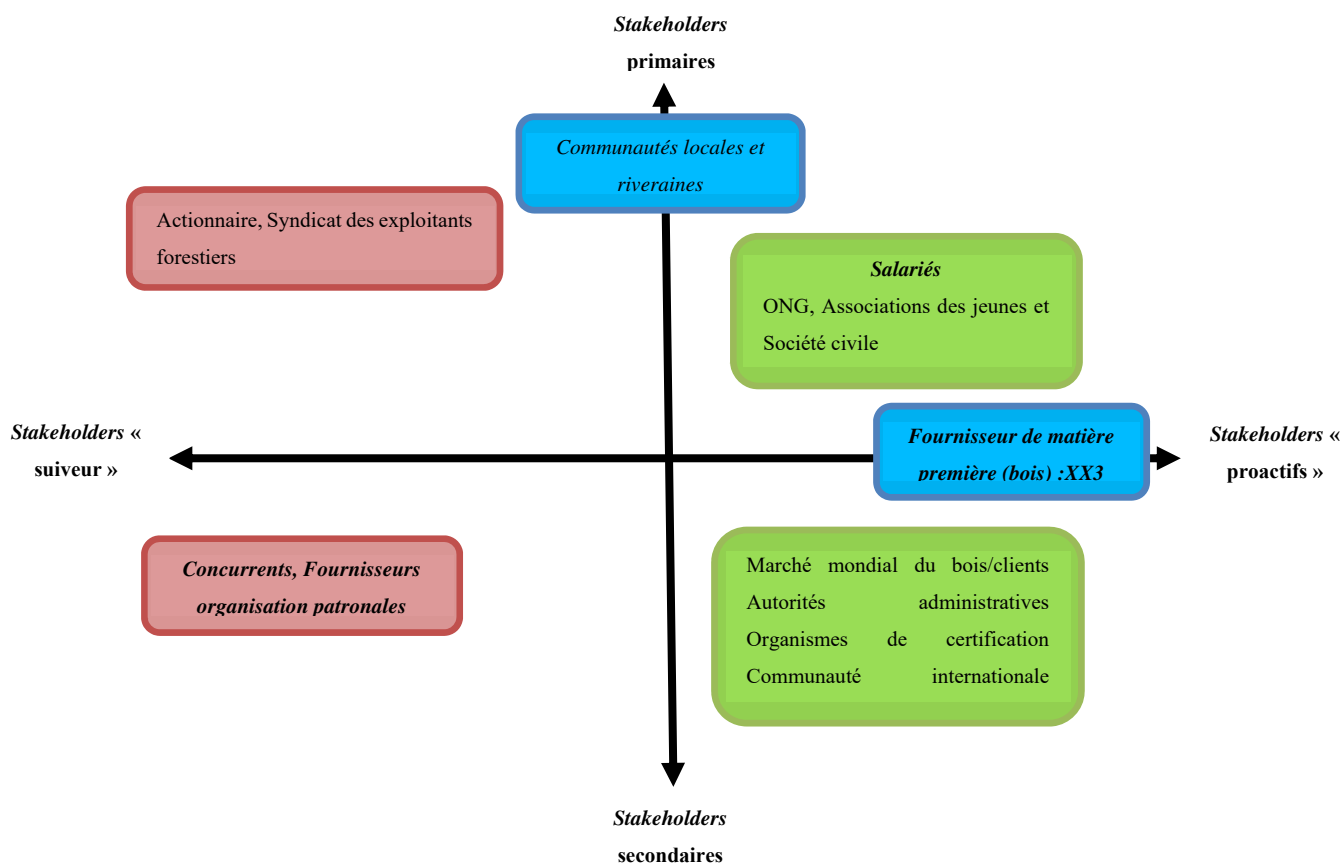 Stakeholders
primaires
Communautés locales et
riveraines
Actionnaire, Syndicat des exploitants
forestiers
Salariés
ONG, Associations des jeunes et
Société civile
Stakeholders «
suiveur »
Fournisseur de matière
première (bois) :XX3
Stakeholders «
proactifs »
Concurrents, Fournisseurs
organisation patronales
Marché mondial du bois/clients
Autorités administratives
Organismes de certification
Communauté internationale
Stakeholders
secondaires